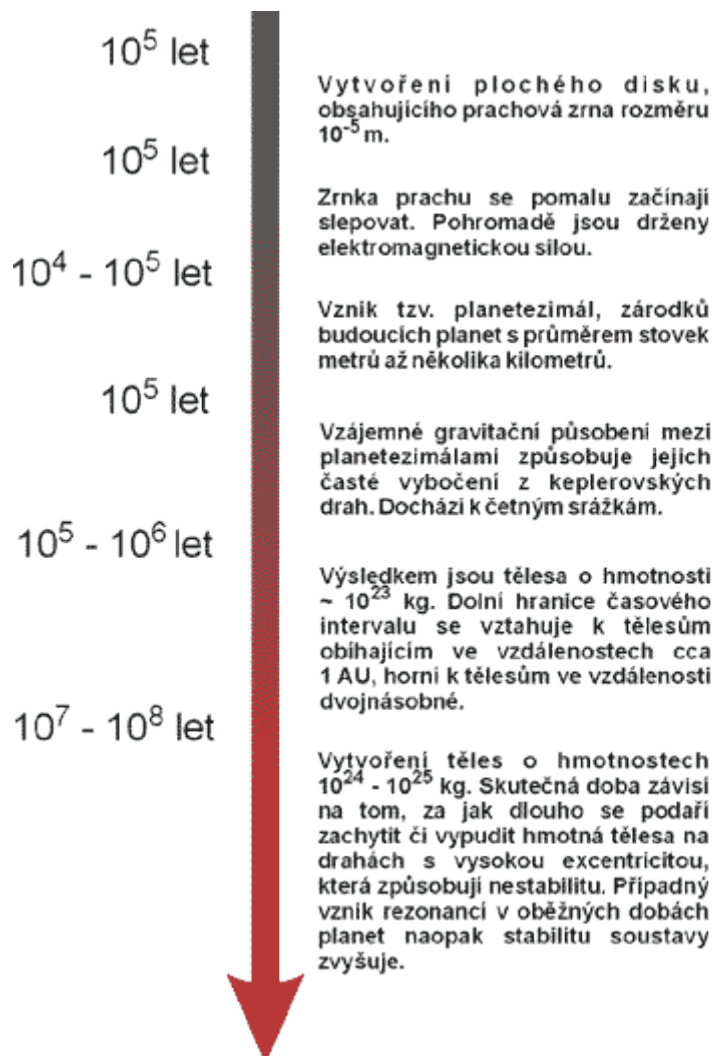 10⁵ let
Vytvoření plochého disku,
obsahujícího prachová zrna rozměru
10⁻⁵ m.
10⁵ let
Zrnka prachu se pomalu začínají
slepovat. Pohromadě jsou drženy
elektromagnetickou silou.
10⁴ - 10⁵ let
Vznik tzv. planetezimál, zárodků
budoucích planet s průměrem stovek
metrů až několika kilometrů.
10⁵ let
Vzájemné gravitační působení mezi
planetezimálami způsobuje jejich
časté vybočení z keplerovských
drah. Dochází k četným srážkám.
10⁵ - 10⁶ let
Výsledkem jsou tělesa o hmotnosti
~ 10²³ kg. Dolní hranice časového
intervalu se vztahuje k tělesům
obíhajícím ve vzdálenostech cca
1 AU, horní k tělesům ve vzdálenosti
dvojnásobné.
10⁷ - 10⁸ let
Vytvoření těles o hmotnostech
10²⁴ - 10²⁵ kg. Skutečná doba závisí
na tom, za jak dlouho se podaří
zachytit či vypudit hmotná tělesa na
drahách s vysokou excentricitou,
která způsobují nestabilitu. Případný
vznik rezonancí v oběžných dobách
planet naopak stabilitu soustavy
zvyšuje.